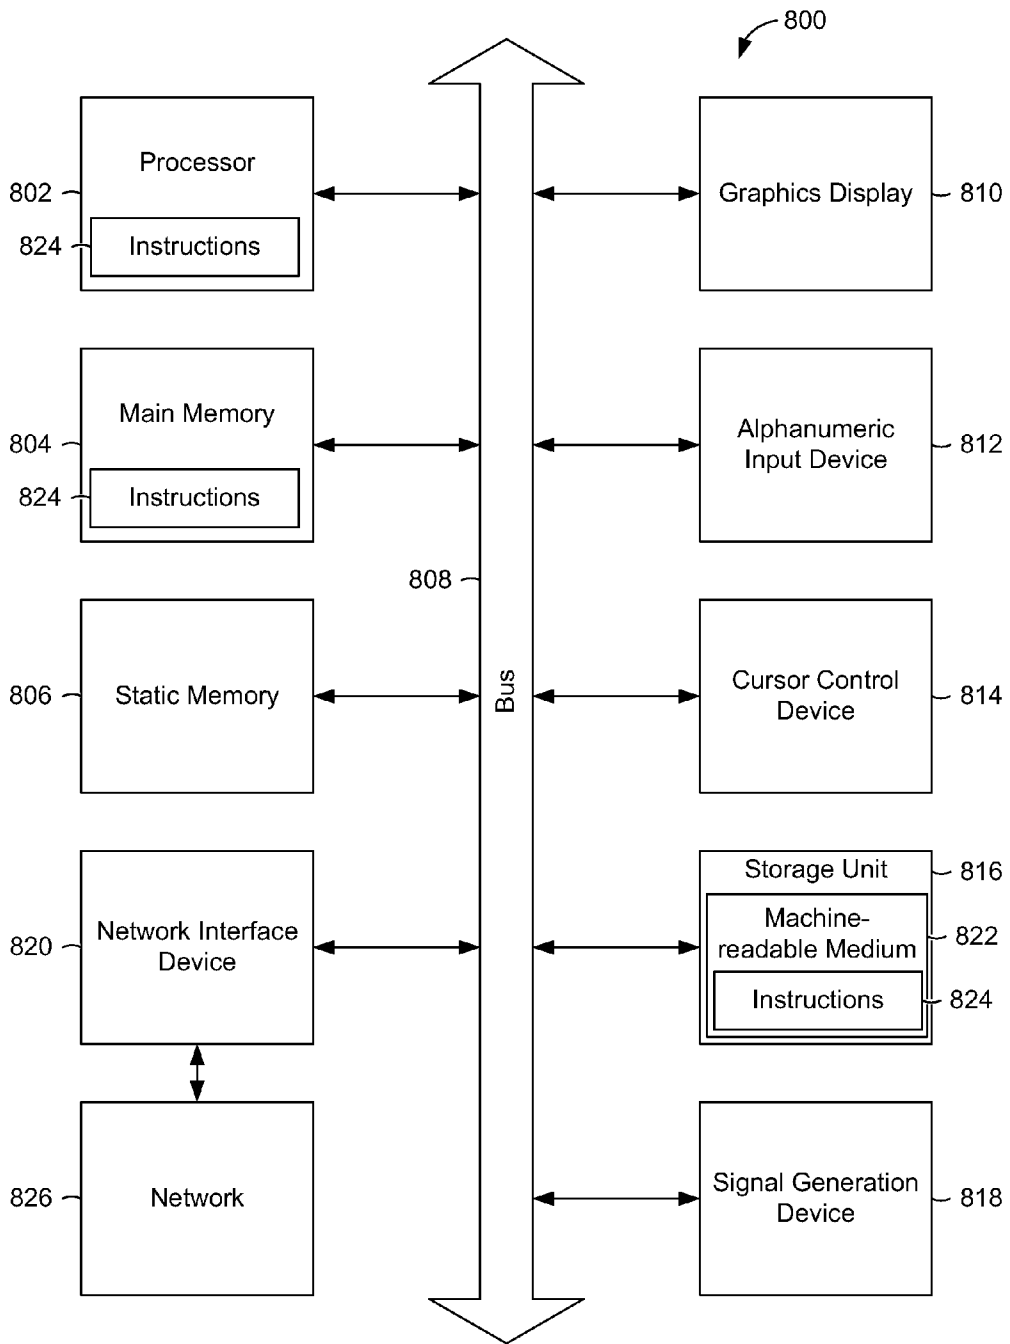 800
Processor
802
824
Instructions
Graphics Display
810
Main Memory
804
824
Instructions
Alphanumeric
Input Device
812
808
Static Memory
806
Bus
Cursor Control
Device
814
Network Interface
Device
820
Storage Unit
816
Machine-
readable Medium
822
Instructions
824
Network
826
Signal Generation
Device
818